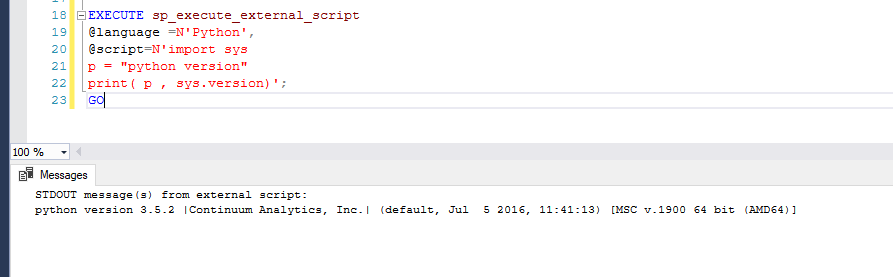 18 EXECUTE sp_execute_external_script
19 @language =N'Python',
20 @script=N'import sys
21 p = "python version"
22 print( p , sys.version)';
23 GO
100 %
Messages
STDOUT message(s) from external script:
python version 3.5.2 |Continuum Analytics, Inc.| (default, Jul  5 2016, 11:41:13) [MSC v.1900 64 bit (AMD64)]